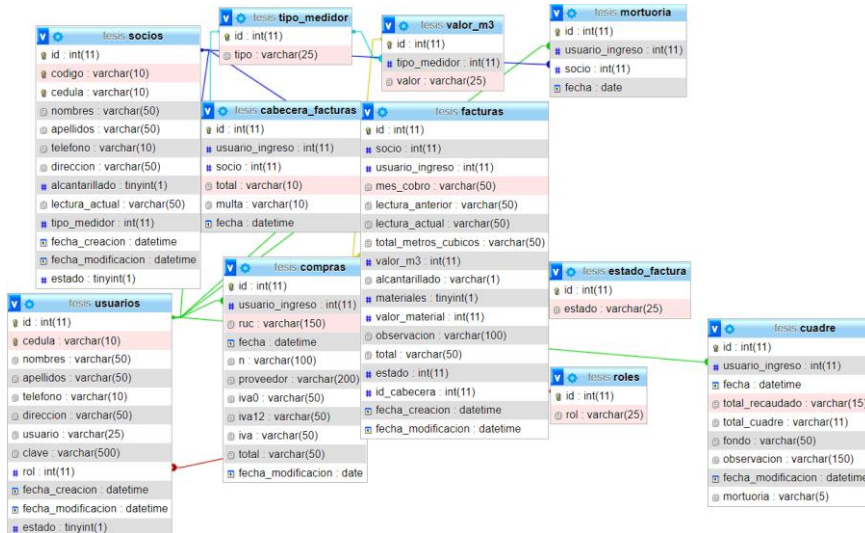 tesis socios
id : int(11)
codigo : varchar(10)
cedula : varchar(10)
nombres : varchar(50)
apellidos : varchar(50)
telefono : varchar(10)
direccion : varchar(50)
alcantarillado : tinyint(1)
lectura_actual : varchar(50)
tipo_medidor : int(11)
fecha_creacion : datetime
fecha_modificacion : datetime
estado : tinyint(1)
tesis tipo_medidor
id : int(11)
tipo : varchar(25)
tesis valor_m3
id : int(11)
tipo_medidor : int(11)
valor : varchar(25)
tesis mortuoria
id : int(11)
usuario_ingreso : int(11)
socio : int(11)
fecha : date
tesis cabecera_facturas
id : int(11)
usuario_ingreso : int(11)
socio : int(11)
total : varchar(10)
multa : varchar(10)
fecha : datetime
tesis facturas
id : int(11)
socio : int(11)
usuario_ingreso : int(11)
mes_cobro : varchar(50)
lectura_anterior : varchar(50)
lectura_actual : varchar(50)
total_metros_cubicos : varchar(50)
valor_m3 : int(11)
alcantarillado : varchar(1)
materiales : tinyint(1)
valor_material : int(11)
observacion : varchar(100)
total : varchar(50)
estado : int(11)
id_cabecera : int(11)
fecha_creacion : datetime
fecha_modificacion : datetime
tesis compras
id : int(11)
usuario_ingreso : int(11)
ruc : varchar(150)
fecha : datetime
n : varchar(100)
proveedor : varchar(200)
iva0 : varchar(50)
iva12 : varchar(50)
iva : varchar(50)
total : varchar(50)
fecha_modificacion : date
tesis estado_factura
id : int(11)
estado : varchar(25)
tesis usuarios
id : int(11)
cedula : varchar(10)
nombres : varchar(50)
apellidos : varchar(50)
telefono : varchar(10)
direccion : varchar(50)
usuario : varchar(25)
clave : varchar(500)
rol : int(11)
fecha_creacion : datetime
fecha_modificacion : datetime
estado : tinyint(1)
tesis roles
id : int(11)
rol : varchar(25)
tesis cuadre
id : int(11)
usuario_ingreso : int(11)
fecha : datetime
total_recaudado : varchar(15)
total_cuadre : varchar(11)
fondo : varchar(50)
observacion : varchar(150)
fecha_modificacion : datetime
mortuoria : varchar(5)